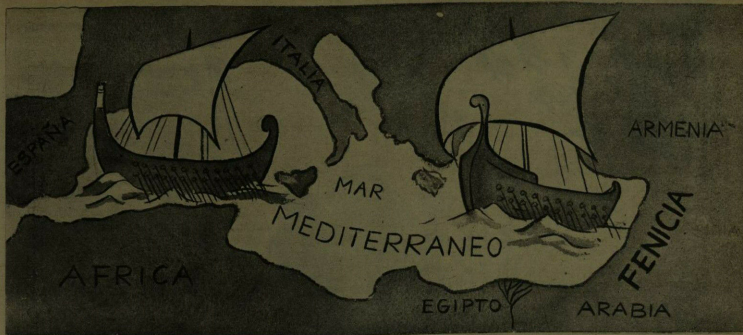 ITALIA
ESPAÑA
ARMENIA
MAR
MEDITERRANEO
FENICIA
AFRICA
EGIPTO
ARABIA